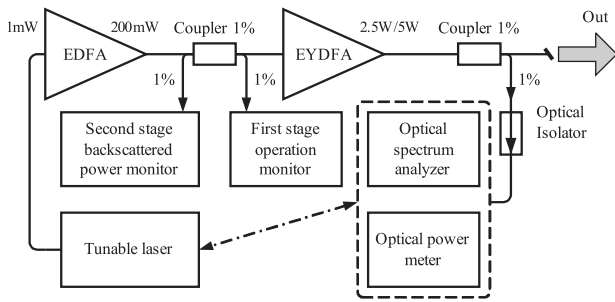 1mW
EDFA
200mW
Coupler 1%
EYDFA
2.5W/5W
Coupler 1%
Out
1%
1%
1%
Second stage
backscattered
power monitor
First stage
operation
monitor
Optical
spectrum
analyzer
Optical
Isolator
Tunable laser
Optical power
meter